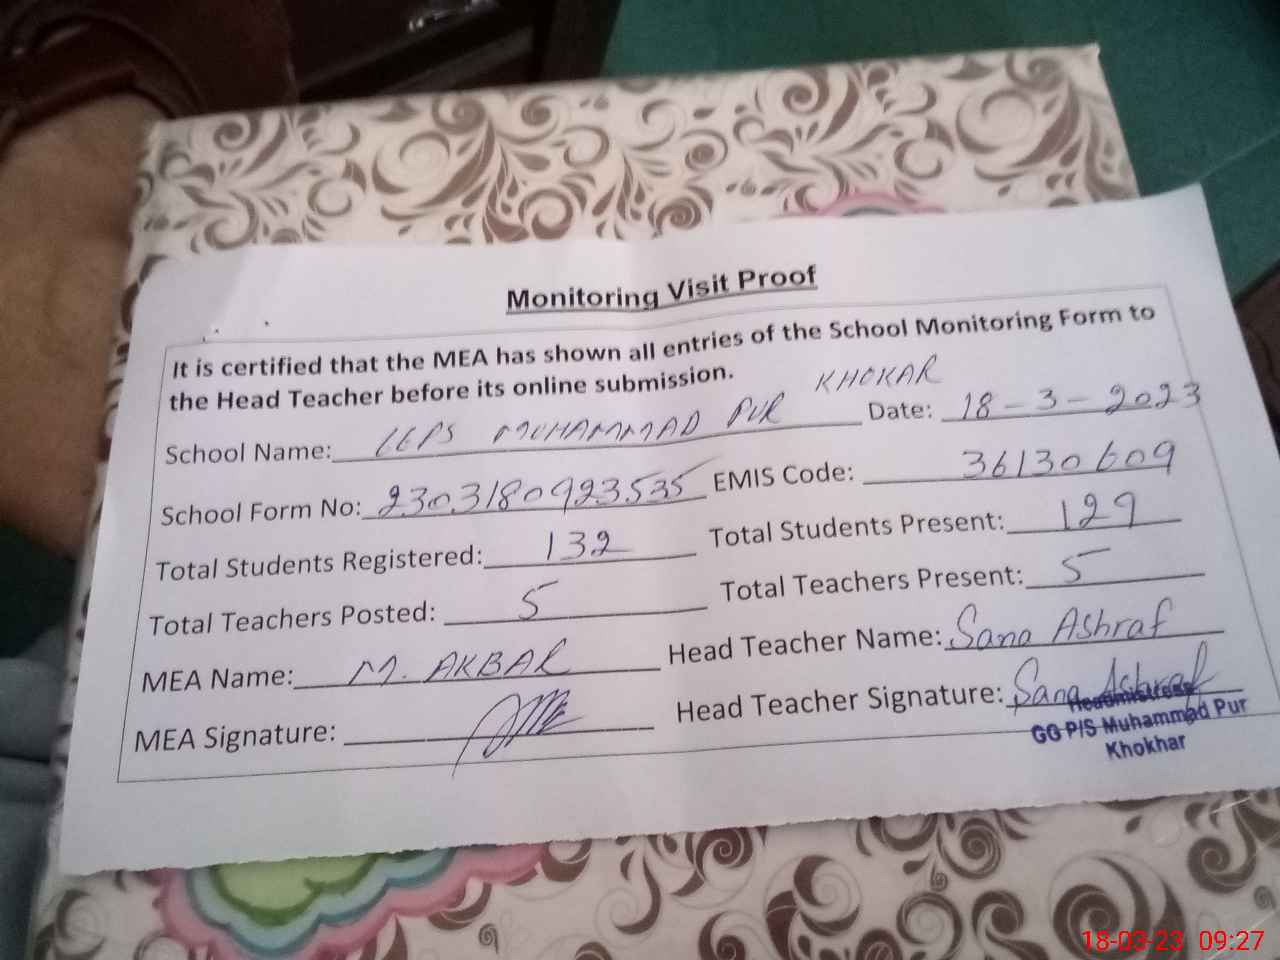 Monitoring Visit Proof
It is certified that the MEA has shown all entries of the School Monitoring Form to
the Head Teacher before its online submission.
School Name: GGPS MUHAMMAD PUR KHOKAR Date: 18-3-2023
School Form No: 2303180923535 EMIS Code: 36130609
Total Students Registered: 132 Total Students Present: 129
Total Teachers Posted: 5 Total Teachers Present: 5
MEA Name: M. AKBAR Head Teacher Name: Sana Ashraf
MEA Signature: Head Teacher Signature: Sana Ashraf
Headmistress
GG P/S Muhammad Pur
Khokhar
18-03-23 09:27